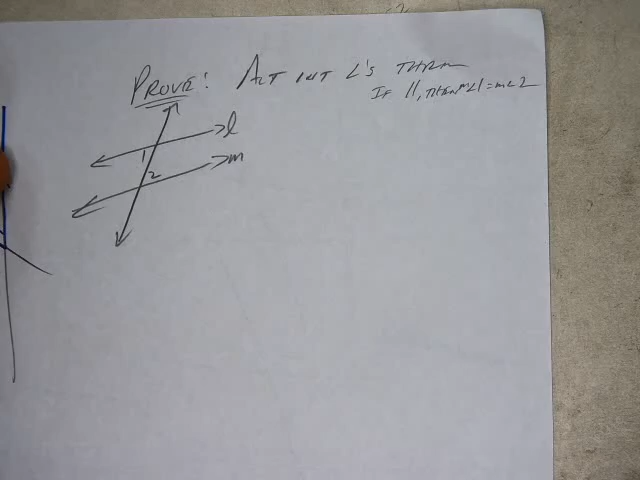 PROVE: ALT INT ∠'S THRM
IF ||, THEN m∠1 = m∠2
l
1
m
2